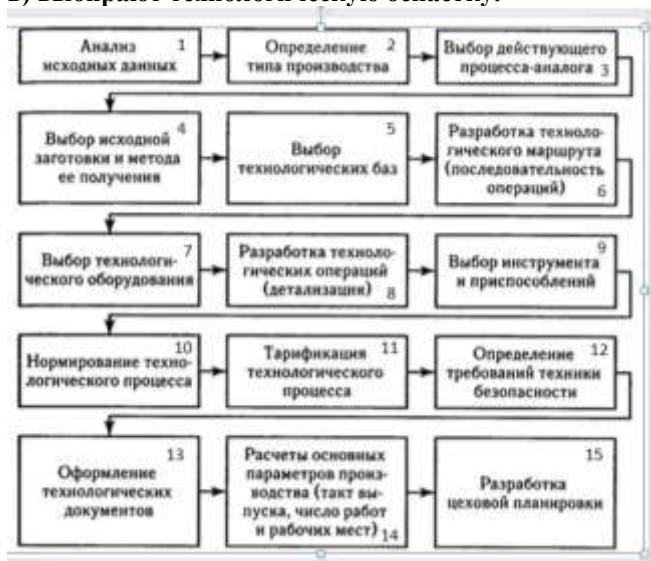 1
Анализ
исходных данных
2
Определение
типа производства
Выбор действующего
процесса-аналога 3
4
Выбор исходной
заготовки и метода
ее получения
5
Выбор
технологических баз
Разработка техноло-
гического маршрута
(последовательность
операций) 6
7
Выбор технологи-
ческого оборудования
Разработка техноло-
гических операций
(детализация) 8
9
Выбор инструмента
и приспособлений
10
Нормирование техно-
логического процесса
11
Тарификация
технологического
процесса
12
Определение
требований техники
безопасности
13
Оформление
технологических
документов
Расчеты основных
параметров произ-
водства (такт вы-
пуска, число работ
и рабочих мест) 14
15
Разработка
цеховой планировки